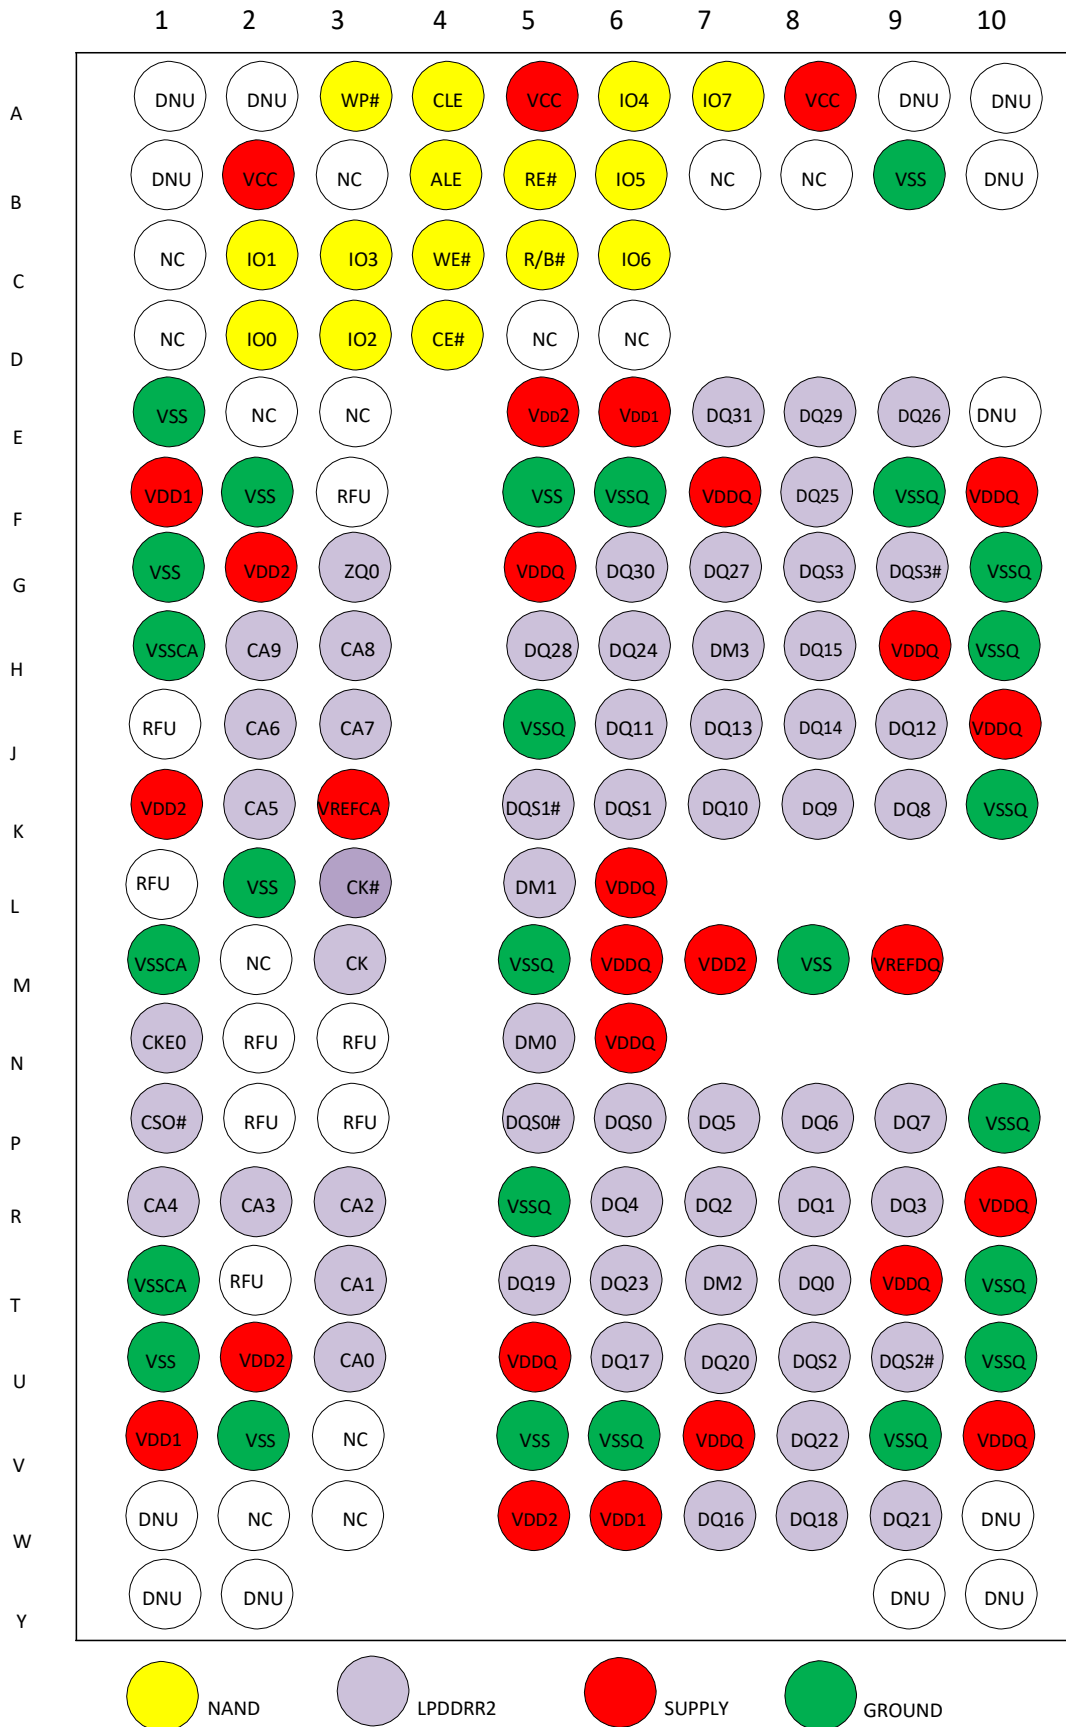 1 2 3 4 5 6 7 8 9 10
A DNU DNU WP# CLE VCC IO4 IO7 VCC DNU DNU
B DNU VCC NC ALE RE# IO5 NC NC VSS DNU
C NC IO1 IO3 WE# R/B# IO6
D NC IO0 IO2 CE# NC NC
E VSS NC NC VDD2 VDD1 DQ31 DQ29 DQ26 DNU
F VDD1 VSS RFU VSS VSSQ VDDQ DQ25 VSSQ VDDQ
G VSS VDD2 ZQ0 VDDQ DQ30 DQ27 DQS3 DQS3# VSSQ
H VSSCA CA9 CA8 DQ28 DQ24 DM3 DQ15 VDDQ VSSQ
J RFU CA6 CA7 VSSQ DQ11 DQ13 DQ14 DQ12 VDDQ
K VDD2 CA5 VREFCA DQS1# DQS1 DQ10 DQ9 DQ8 VSSQ
L RFU VSS CK# DM1 VDDQ
M VSSCA NC CK VSSQ VDDQ VDD2 VSS VREFDQ
N CKE0 RFU RFU DM0 VDDQ
P CSO# RFU RFU DQS0# DQS0 DQ5 DQ6 DQ7 VSSQ
R CA4 CA3 CA2 VSSQ DQ4 DQ2 DQ1 DQ3 VDDQ
T VSSCA RFU CA1 DQ19 DQ23 DM2 DQ0 VDDQ VSSQ
U VSS VDD2 CA0 VDDQ DQ17 DQ20 DQS2 DQS2# VSSQ
V VDD1 VSS NC VSS VSSQ VDDQ DQ22 VSSQ VDDQ
W DNU NC NC VDD2 VDD1 DQ16 DQ18 DQ21 DNU
Y DNU DNU DNU DNU
NAND LPDDRR2 SUPPLY GROUND